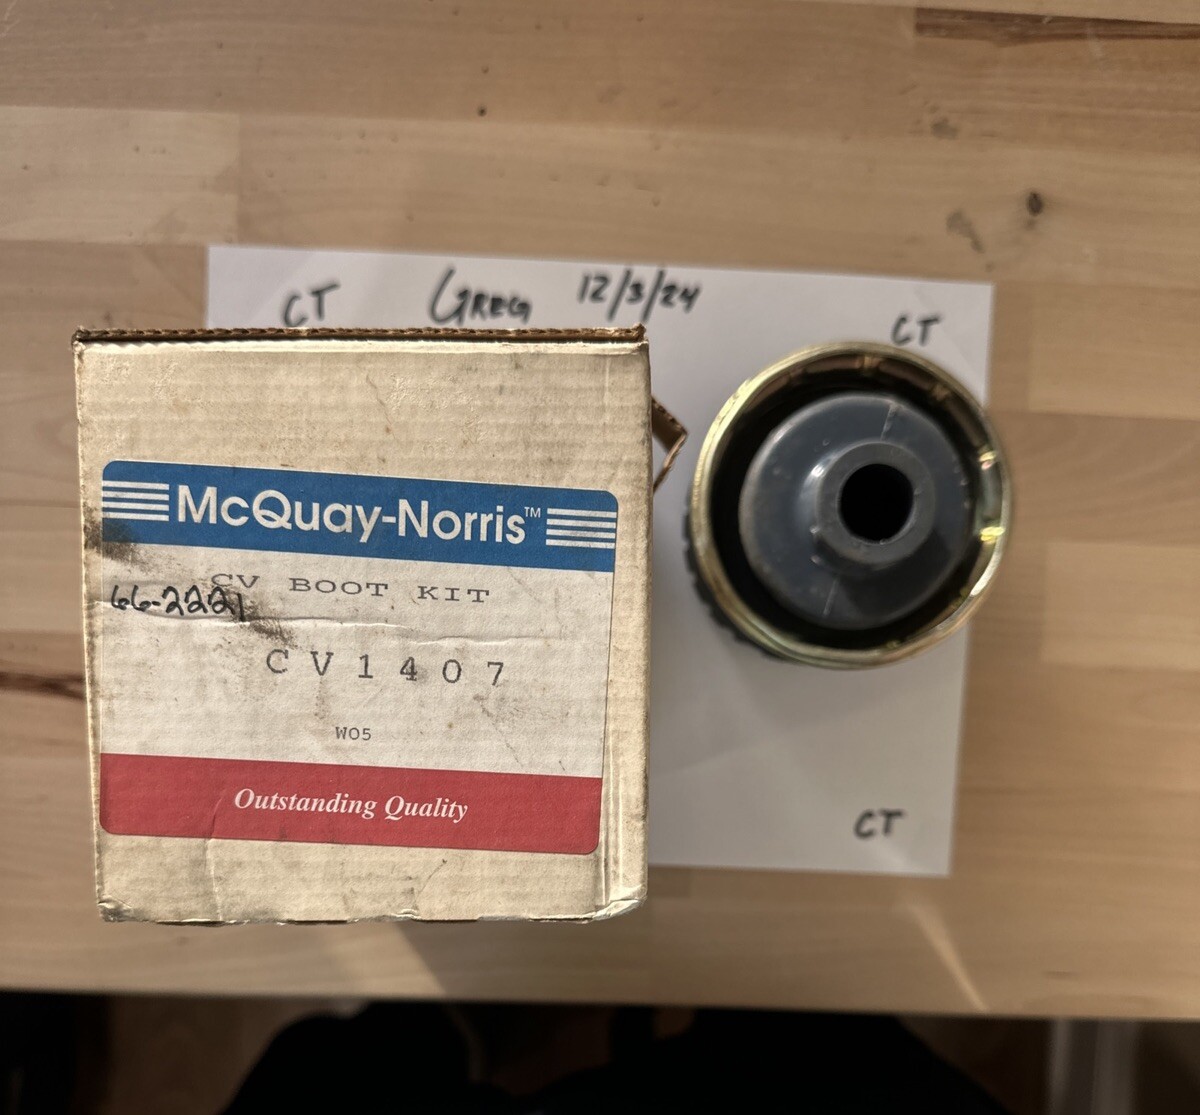 CT GREG 12/3/24
CT
McQuay-Norris™
CV BOOT KIT
66-2221
CV1407
W05
Outstanding Quality
CT